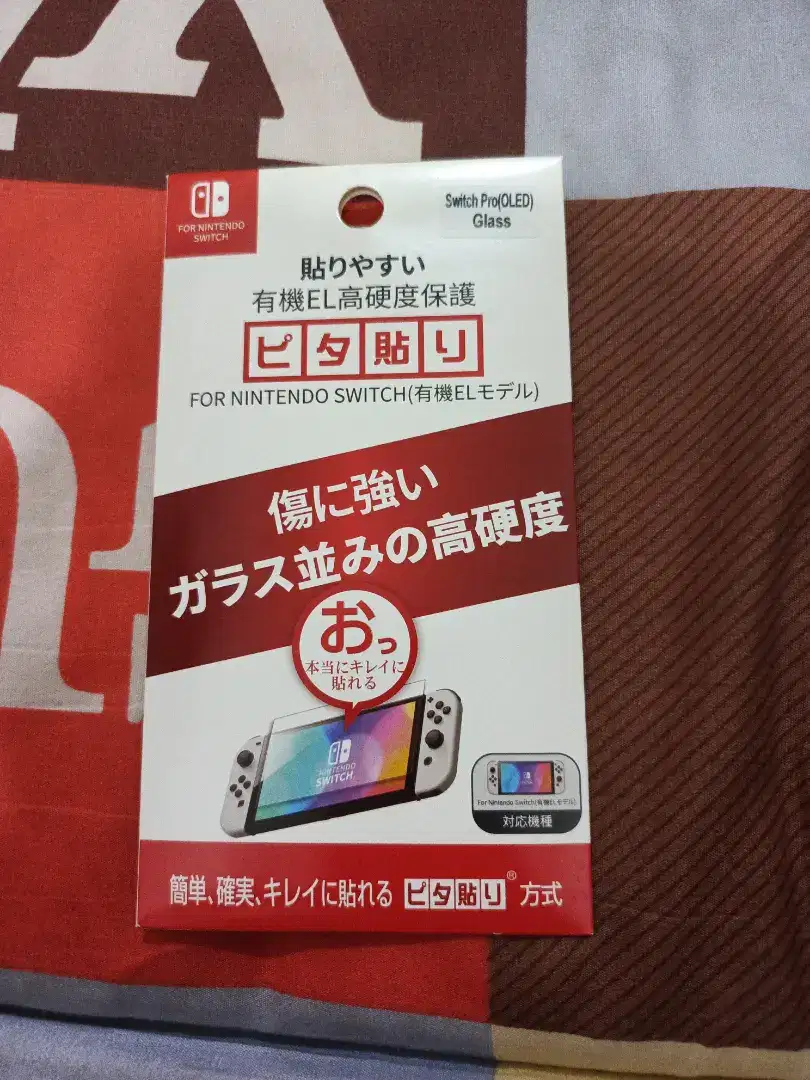 FOR NINTENDO
SWITCH
Switch Pro(OLED)
Glass
貼りやすい
有機EL高硬度保護
ピタ貼り
FOR NINTENDO SWITCH(有機ELモデル)
傷に強い
ガラス並みの高硬度
おっ
本当にキレイに
貼れる
NINTENDO
SWITCH
For Nintendo Switch(有機ELモデル)
対応機種
簡単、確実、キレイに貼れる ピタ貼り® 方式